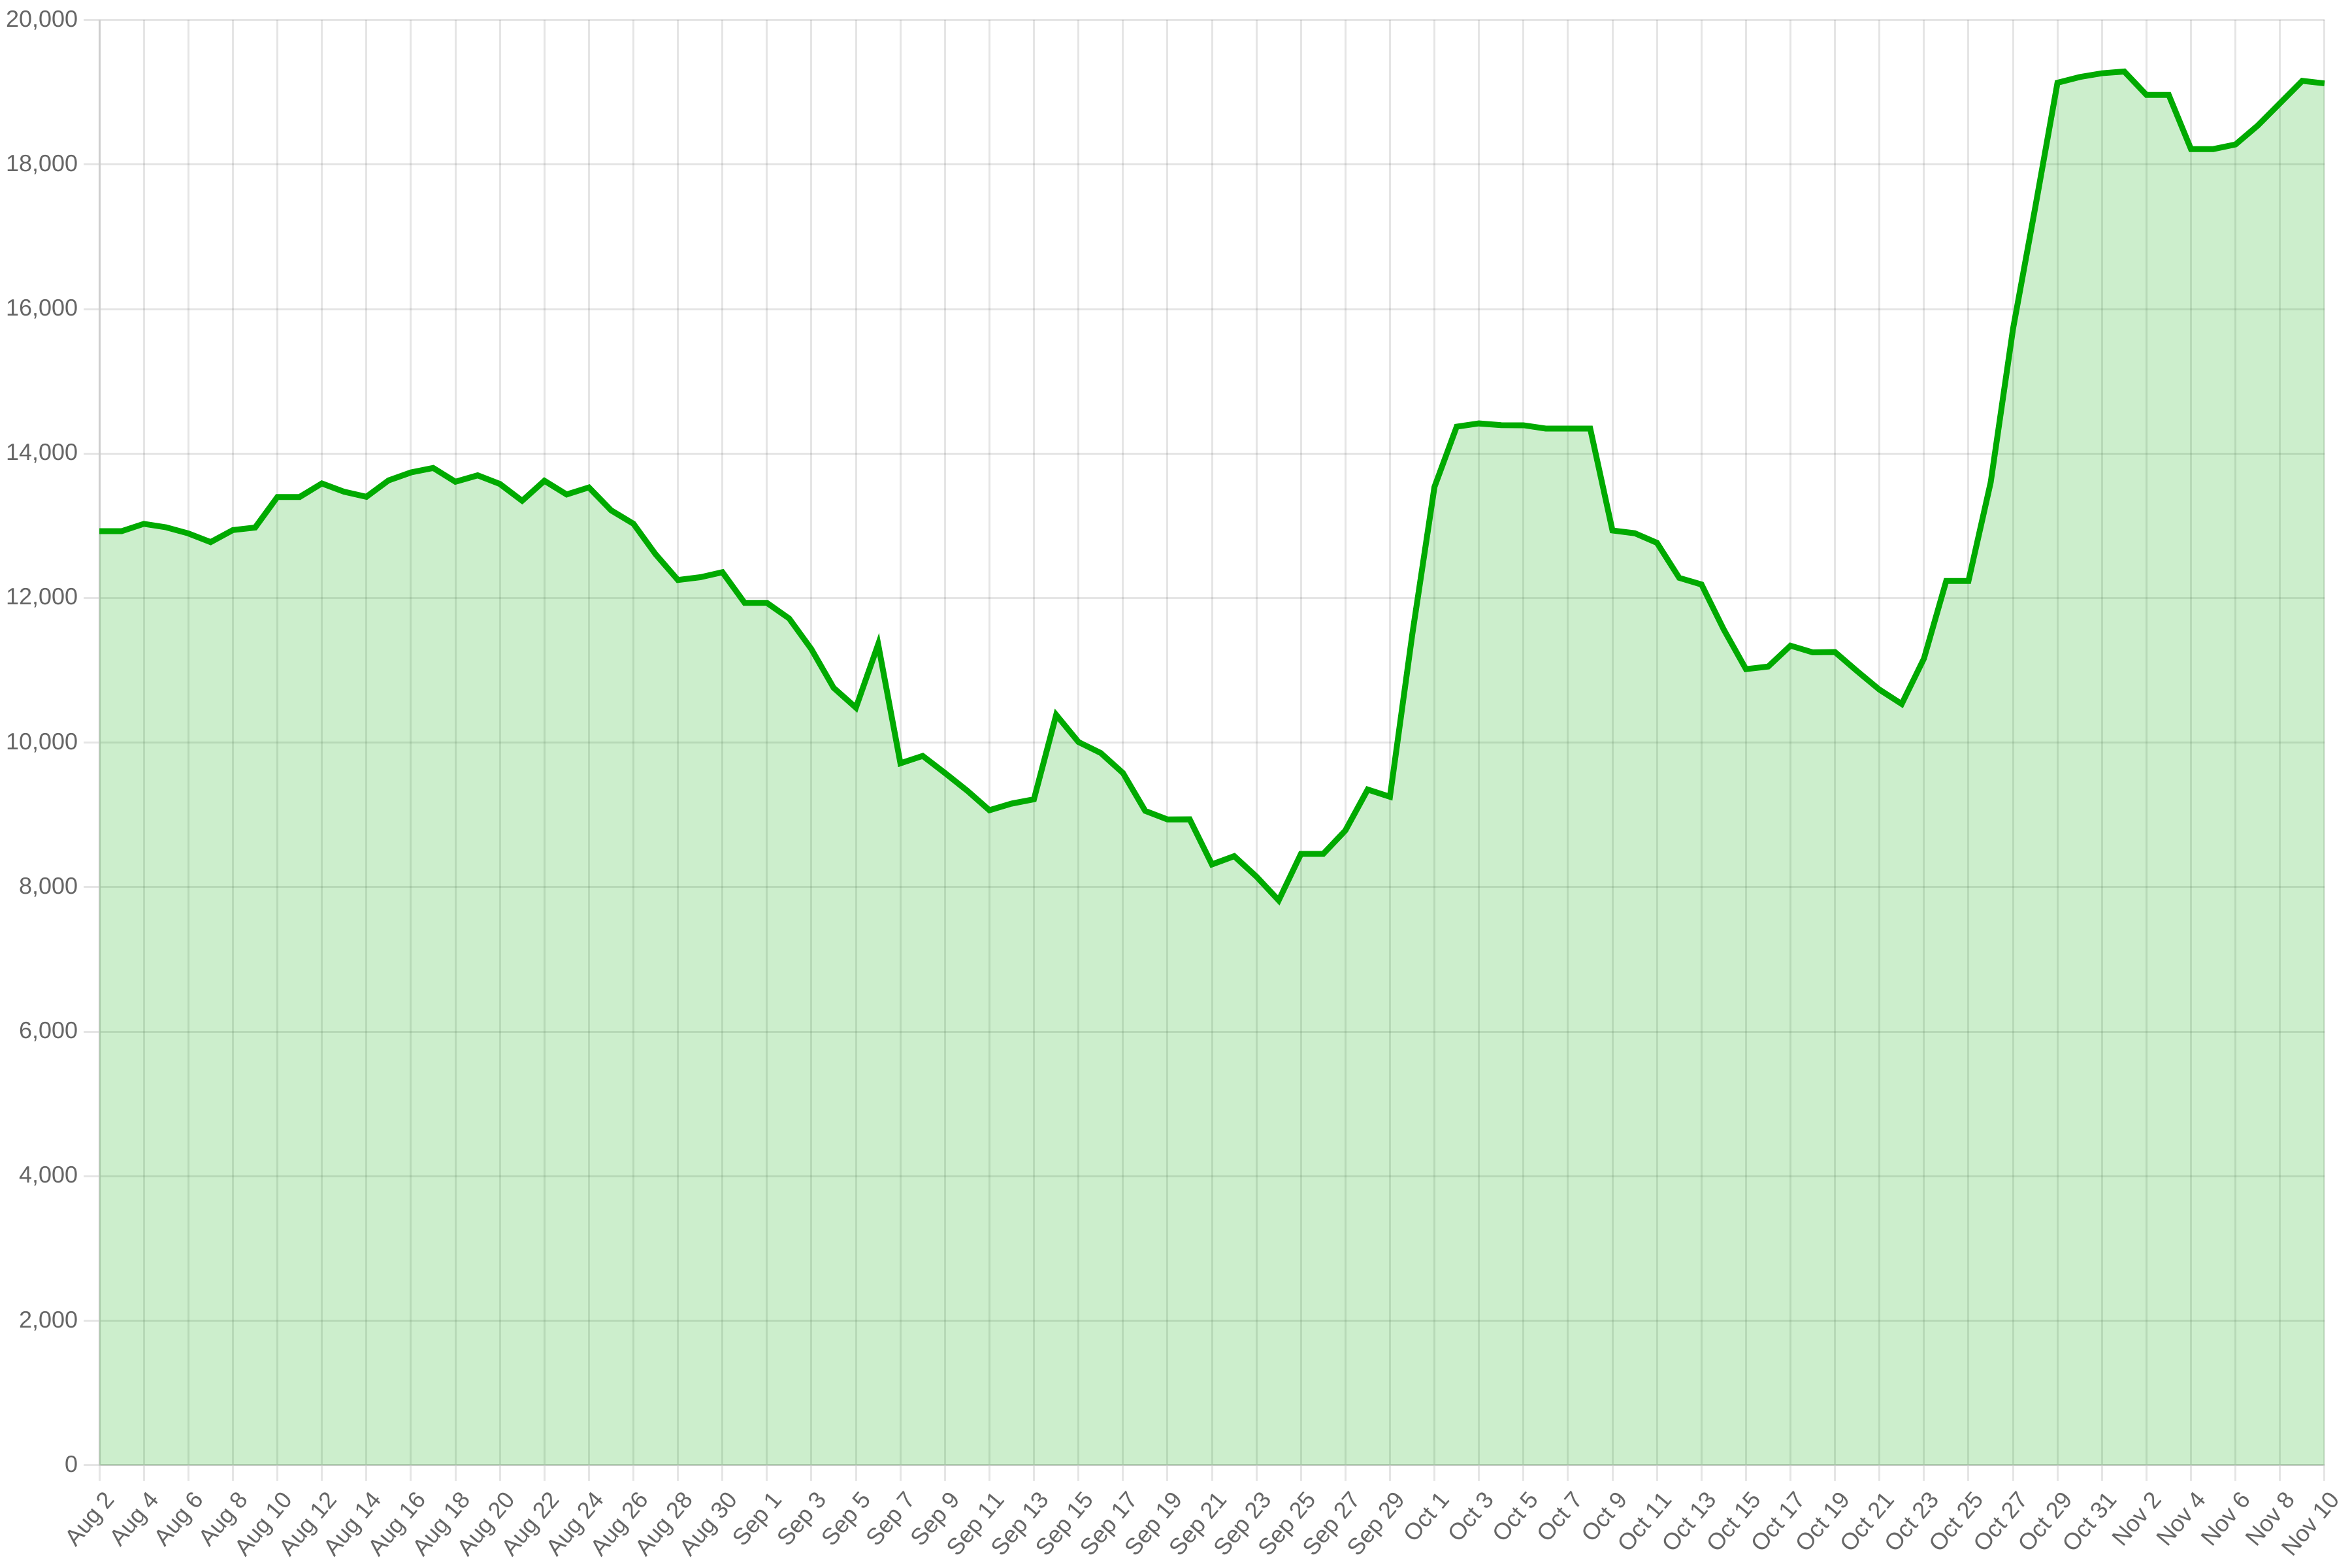 20,000
18,000
16,000
14,000
12,000
10,000
8,000
6,000
4,000
2,000
0
Aug 2
Aug 4
Aug 6
Aug 8
Aug 10
Aug 12
Aug 14
Aug 16
Aug 18
Aug 20
Aug 22
Aug 24
Aug 26
Aug 28
Aug 30
Sep 1
Sep 3
Sep 5
Sep 7
Sep 9
Sep 11
Sep 13
Sep 15
Sep 17
Sep 19
Sep 21
Sep 23
Sep 25
Sep 27
Sep 29
Oct 1
Oct 3
Oct 5
Oct 7
Oct 9
Oct 11
Oct 13
Oct 15
Oct 17
Oct 19
Oct 21
Oct 23
Oct 25
Oct 27
Oct 29
Oct 31
Nov 2
Nov 4
Nov 6
Nov 8
Nov 10